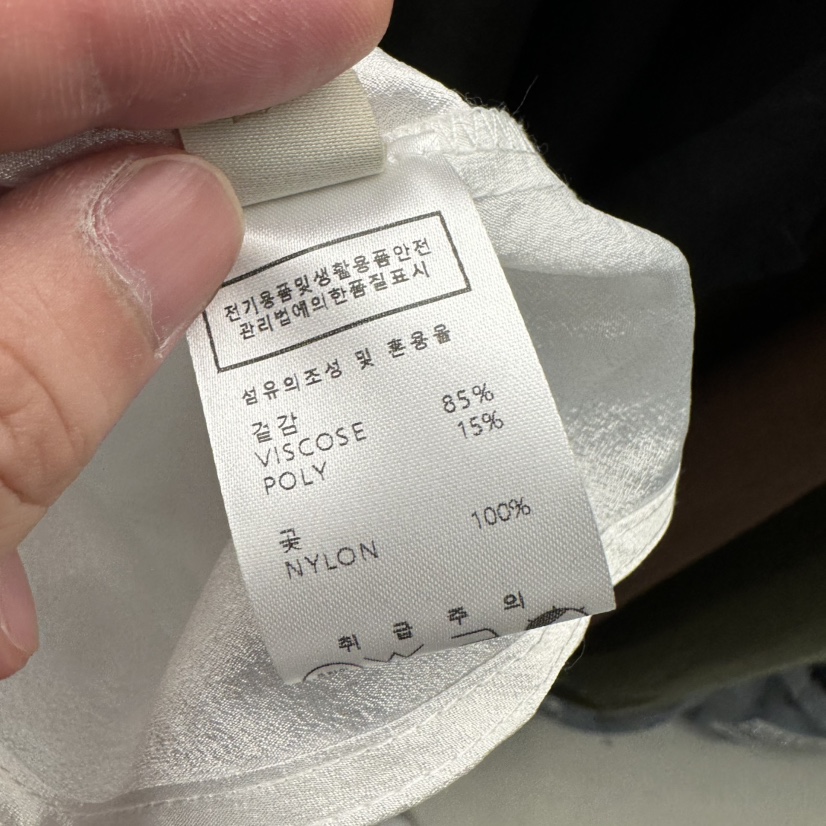 전기용품및생활용품안전
관리법에의한품질표시
섬유의조성 및 혼용율
겉감
VISCOSE 85%
POLY 15%
꽃
NYLON 100%
취 급 주 의